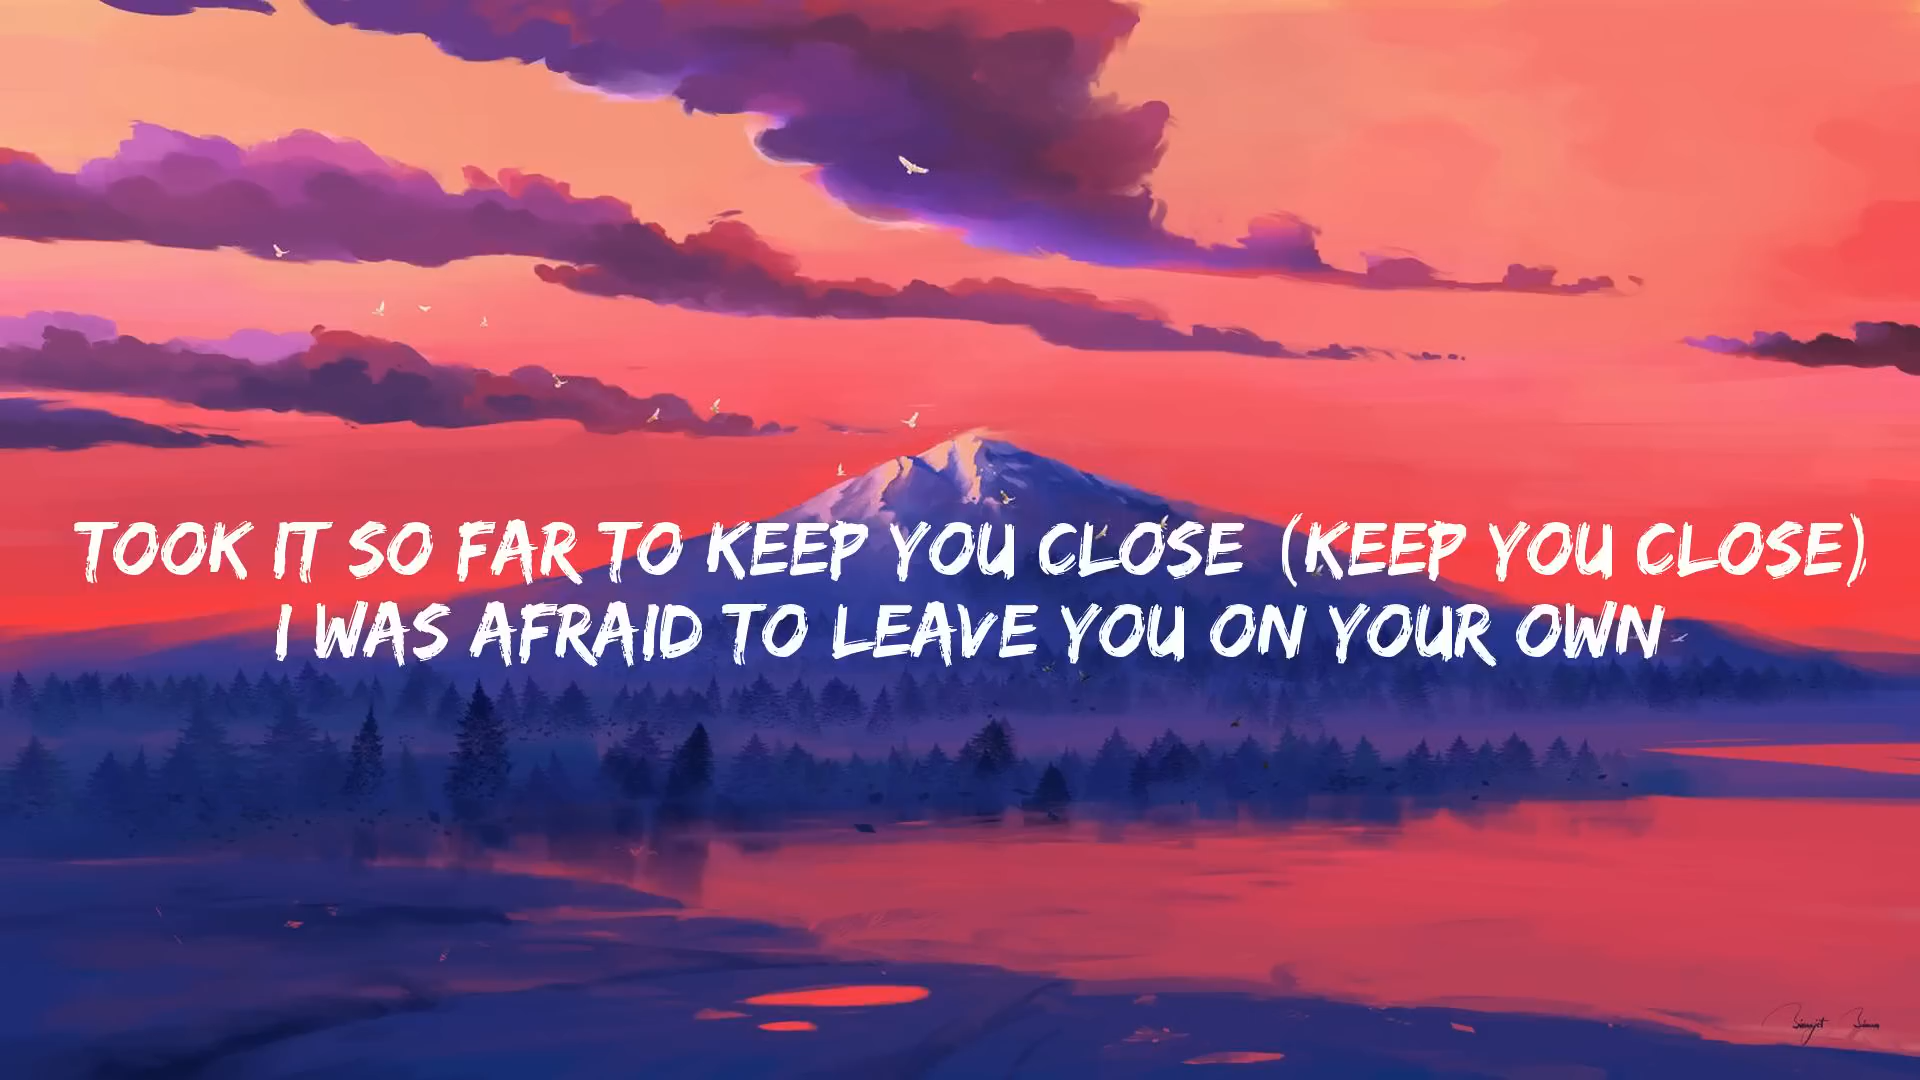 TOOK IT SO FAR TO KEEP YOU CLOSE (KEEP YOU CLOSE)
I WAS AFRAID TO LEAVE YOU ON YOUR OWN